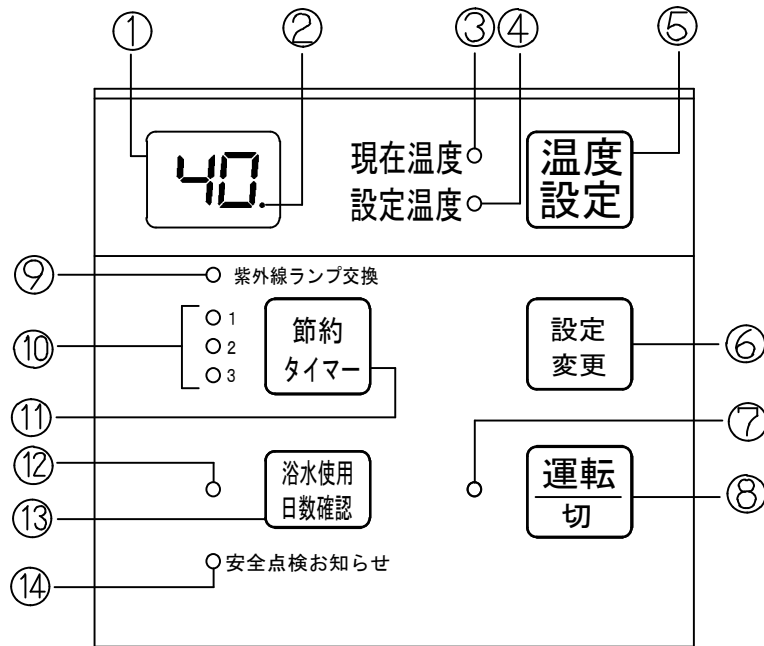 ① ② ③ ④ ⑤
40.
現在温度
設定温度
温度
設定
⑨ 紫外線ランプ交換
⑩
1
2
3
節約
タイマー
設定
変更
⑥
⑪
⑦
⑫
浴水使用
日数確認
運転
切
⑧
⑬
⑭ 安全点検お知らせ